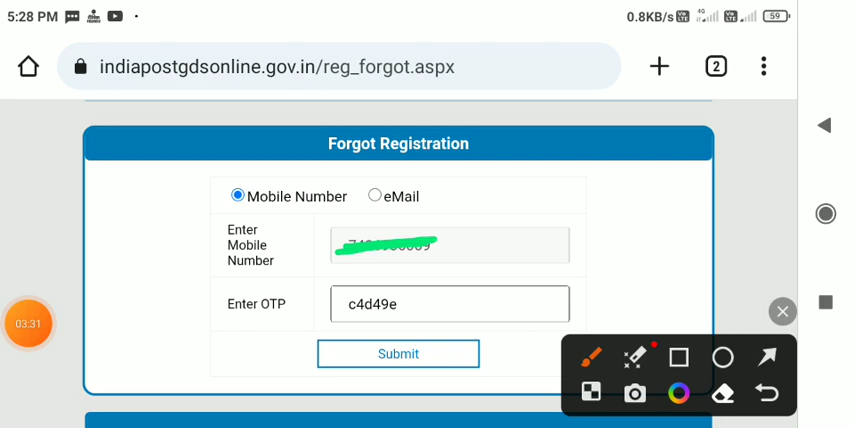 5:28 PM
0.8KB/s
4G
59
indiapostgdsonline.gov.in/reg_forgot.aspx
2
Forgot Registration
Mobile Number eMail
Enter
Mobile
Number
Enter OTP
c4d49e
Submit
03:31